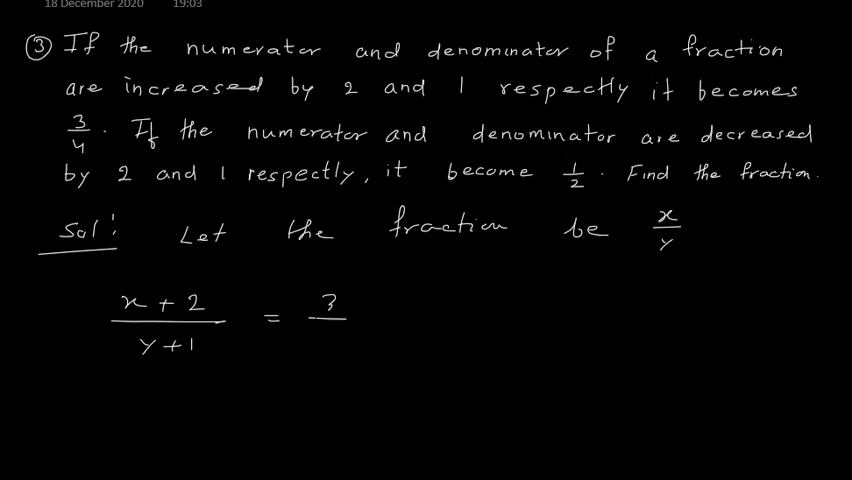 18 December 2020 19:03
③ If the numerator and denominator of a fraction
are increased by 2 and 1 respectly it becomes
3/4. If the numerator and denominator are decreased
by 2 and 1 respectly, it become 1/2. Find the fraction.
Sol: Let the fraction be x/y
x + 2 = 3
y + 1